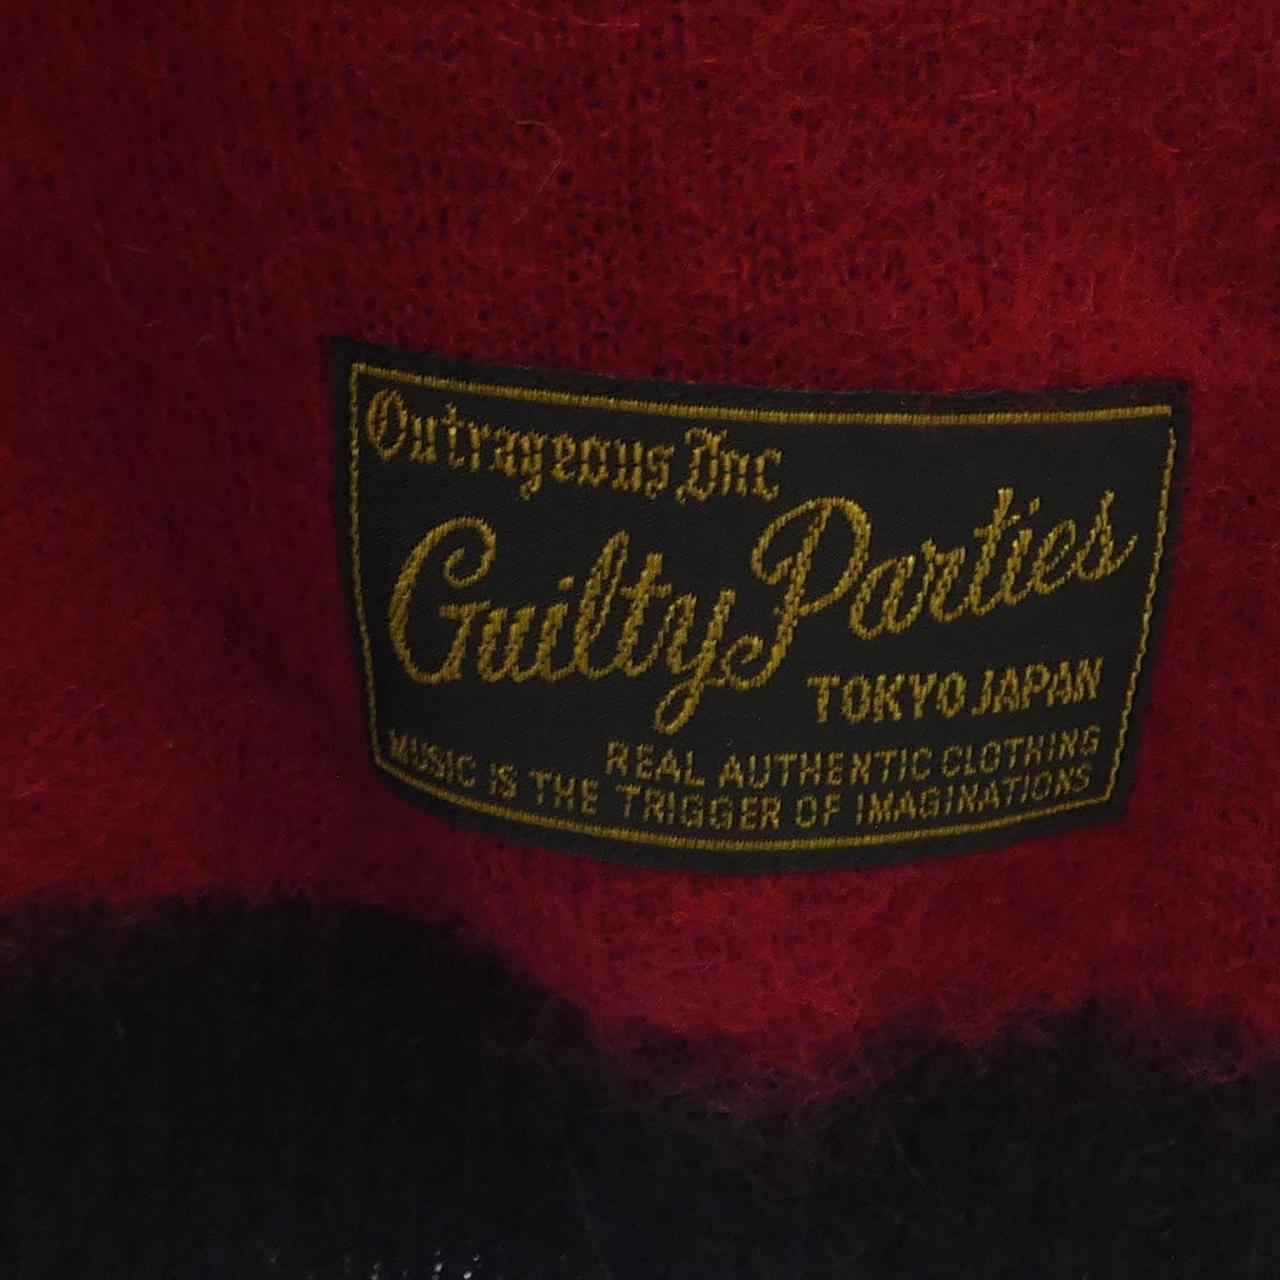 Outrageous Inc
Guilty Parties
TOKYO JAPAN
REAL AUTHENTIC CLOTHING
MUSIC IS THE TRIGGER OF IMAGINATIONS